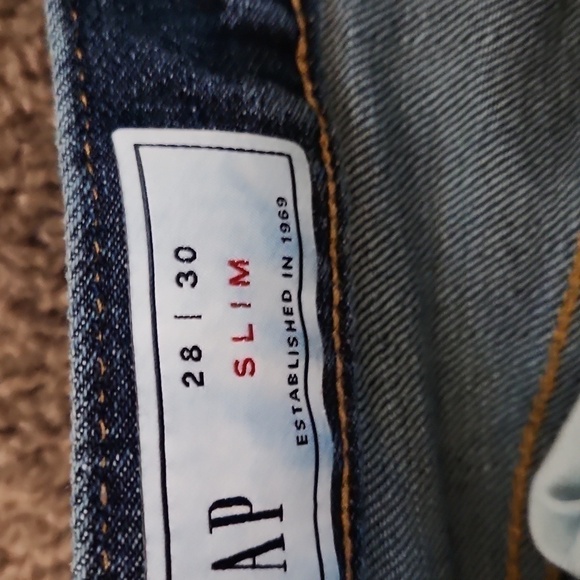 AP
28 | 30
SLIM
ESTABLISHED IN 1969